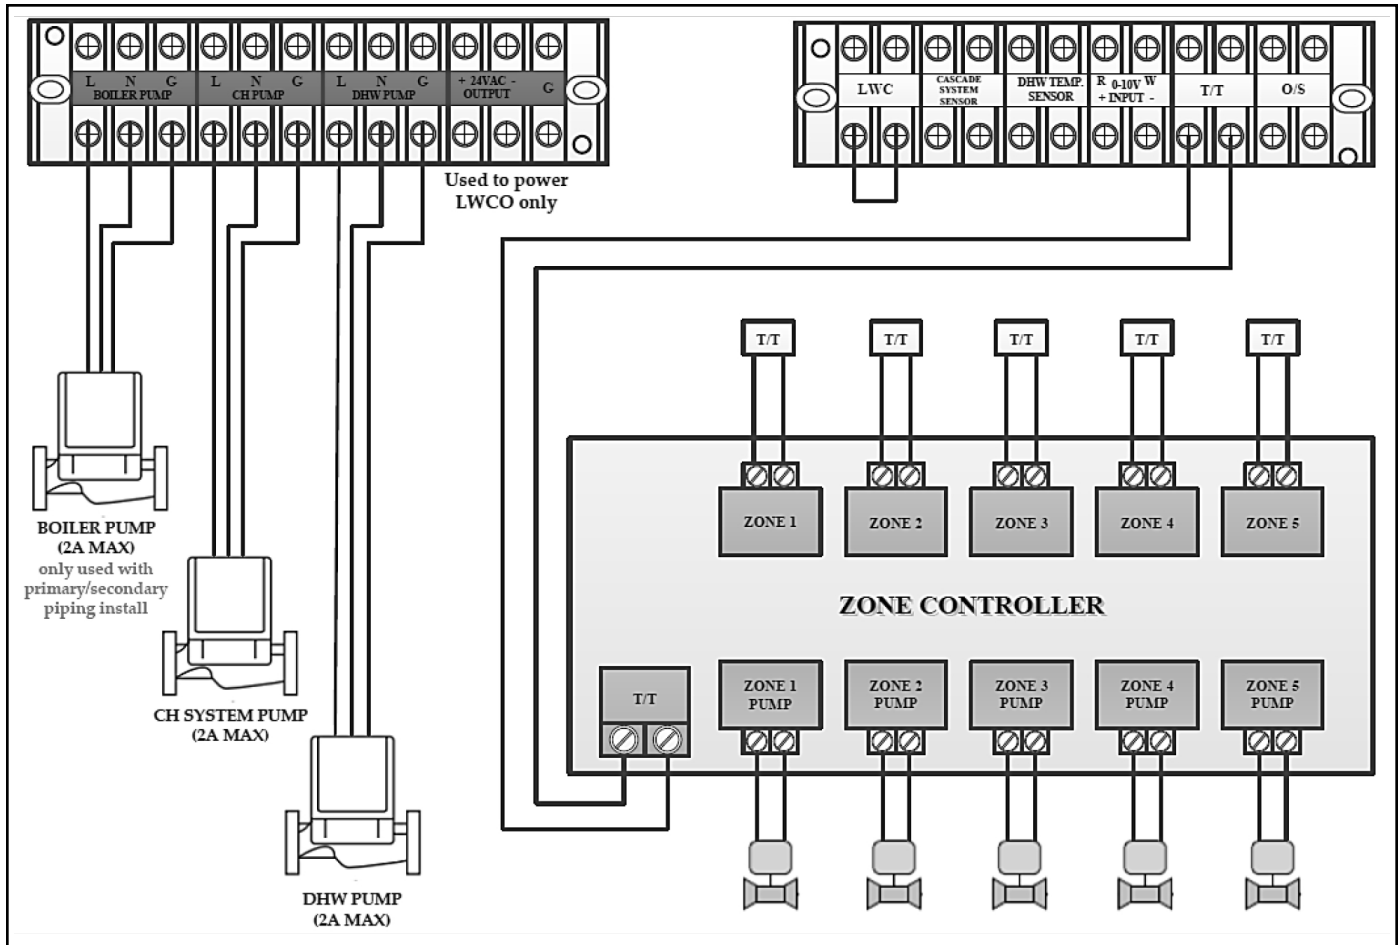 L N G L N G L N G + 24VAC - G
BOILER PUMP CH PUMP DHW PUMP OUTPUT
Used to power
LWCO only
LWC CASCADE SYSTEM SENSOR DHW TEMP. SENSOR R 0-10V W + INPUT - T/T O/S
T/T T/T T/T T/T T/T
ZONE 1 ZONE 2 ZONE 3 ZONE 4 ZONE 5
ZONE CONTROLLER
T/T
ZONE 1 ZONE 2 ZONE 3 ZONE 4 ZONE 5
PUMP PUMP PUMP PUMP PUMP
BOILER PUMP
(2A MAX)
only used with
primary/secondary
piping install
CH SYSTEM PUMP
(2A MAX)
DHW PUMP
(2A MAX)